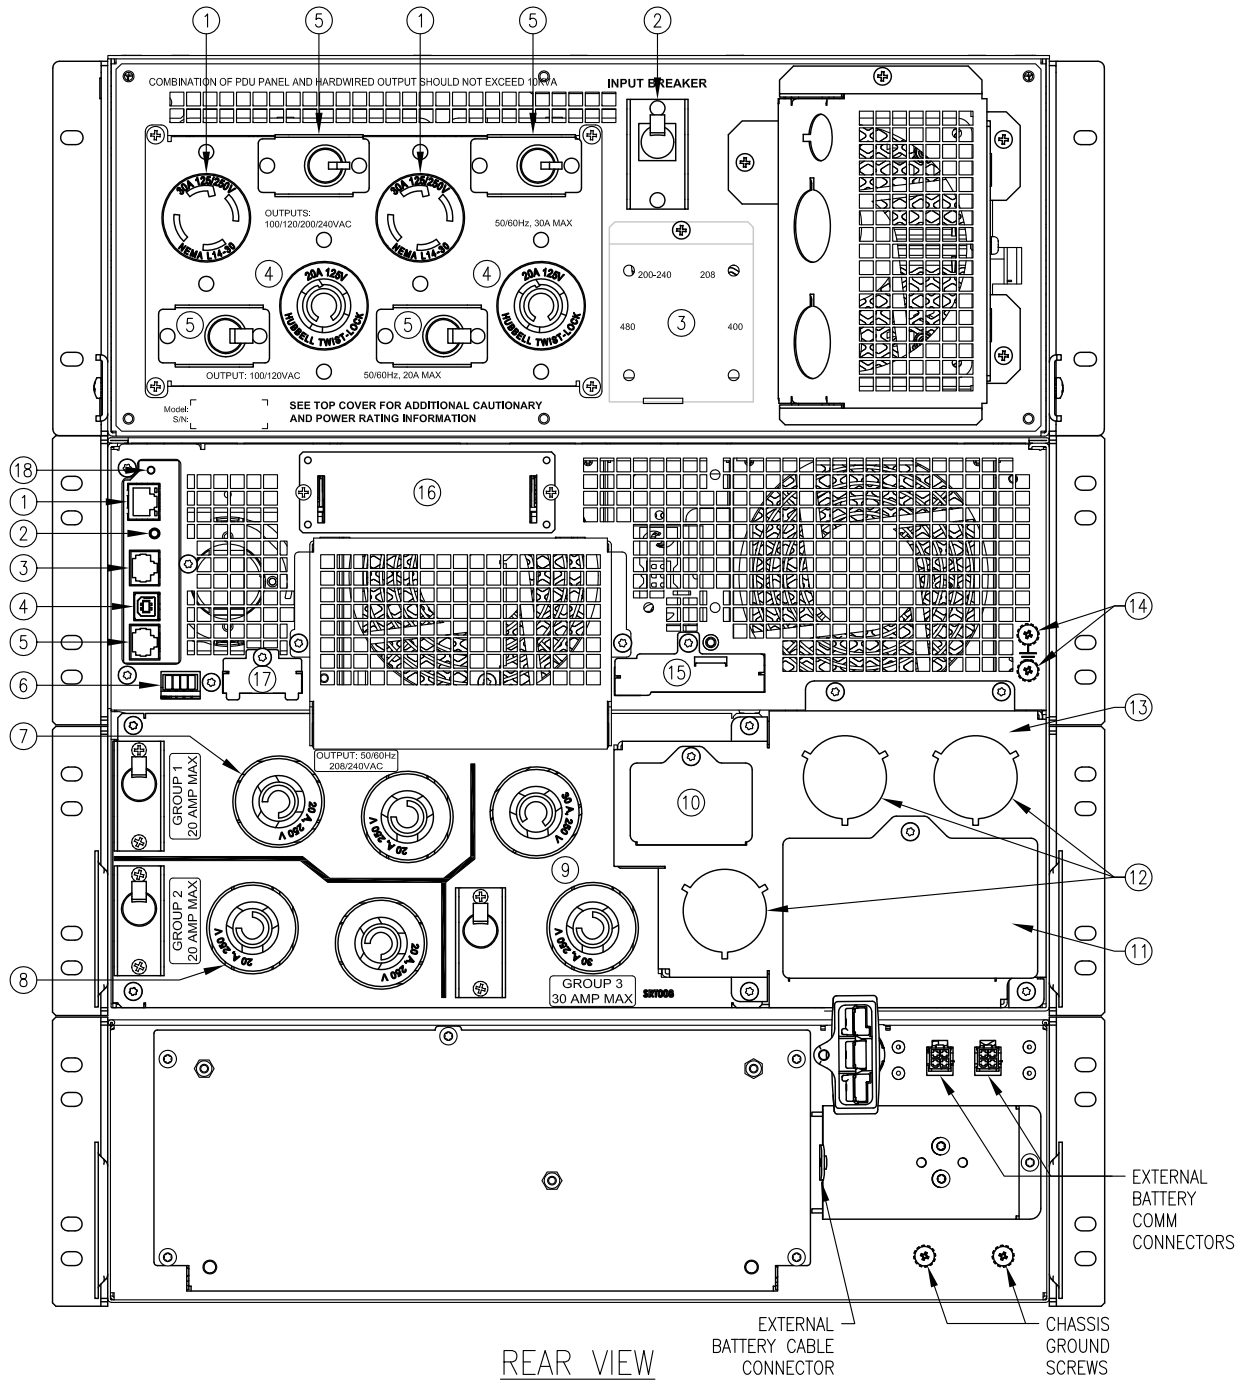 1
5
1
5
2
COMBINATION OF PDU PANEL AND HARDWIRED OUTPUT SHOULD NOT EXCEED 10KVA
INPUT BREAKER
30A 125/250V
NEMA L14-30
30A 125/250V
NEMA L14-30
OUTPUTS:
100/120/200/240VAC
50/60Hz, 30A MAX
4
20A 125V
HUBBELL TWIST-LOCK
4
20A 125V
HUBBELL TWIST-LOCK
200-240
208
480
3
400
5
5
OUTPUT: 100/120VAC
50/60Hz, 20A MAX
Model:
S/N:
SEE TOP COVER FOR ADDITIONAL CAUTIONARY
AND POWER RATING INFORMATION
18
1
2
3
4
5
6
16
14
17
15
7
13
OUTPUT: 50/60Hz
208/240VAC
GROUP 1
20 AMP MAX
20 A, 250 V
20 A, 250 V
30 A, 250 V
10
9
12
GROUP 2
20 AMP MAX
20 A, 250 V
20 A, 250 V
30 A, 250 V
11
8
GROUP 3
30 AMP MAX
SRT006
EXTERNAL
BATTERY
COMM
CONNECTORS
EXTERNAL
BATTERY CABLE
CONNECTOR
CHASSIS
GROUND
SCREWS
REAR VIEW